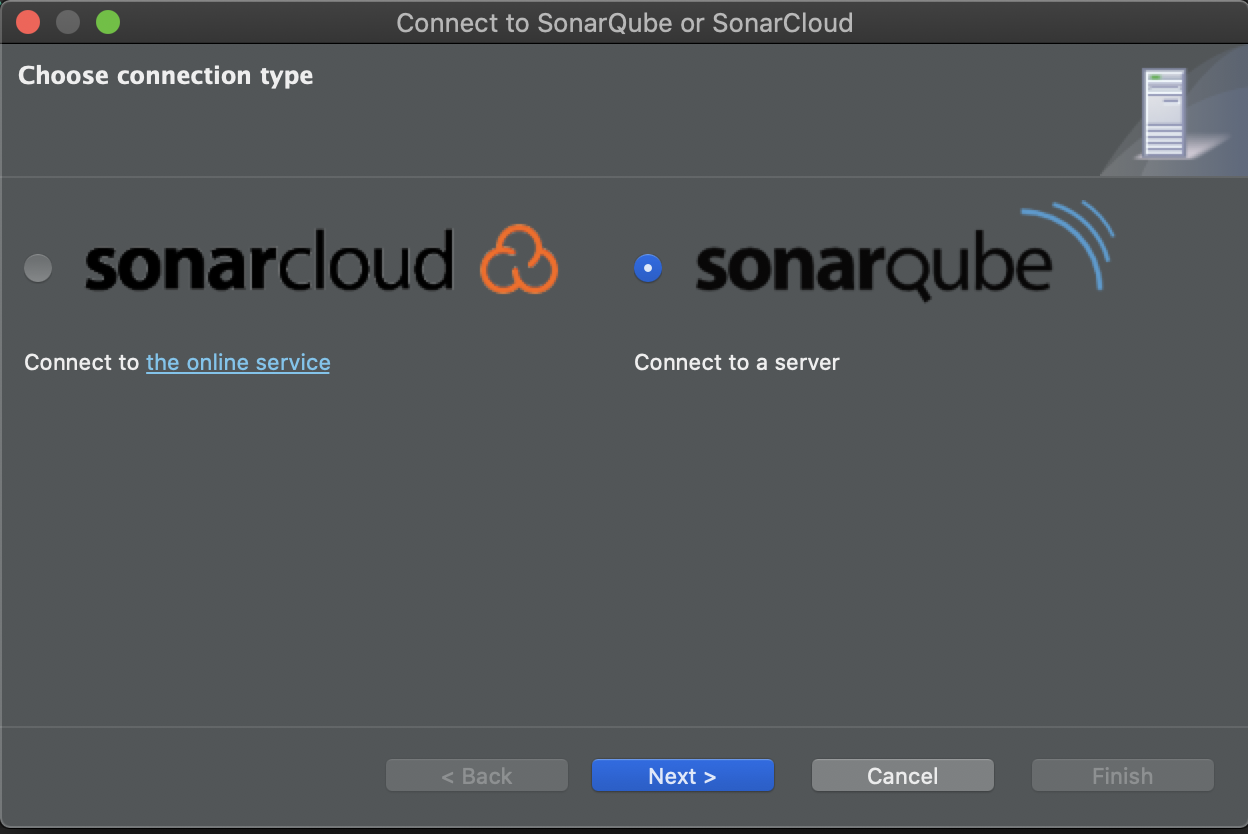 Connect to SonarQube or SonarCloud
Choose connection type
sonarcloud
sonarqube
Connect to the online service
Connect to a server
< Back
Next >
Cancel
Finish